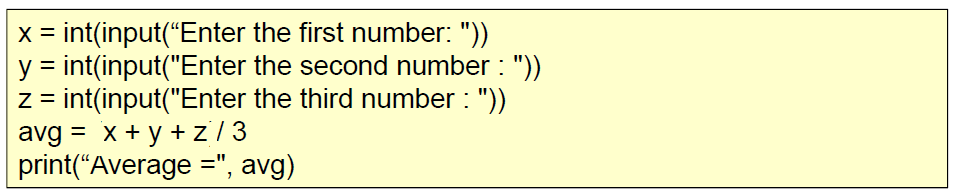 x = int(input(“Enter the first number: "))
y = int(input("Enter the second number : "))
z = int(input("Enter the third number : "))
avg =  x + y + z / 3
print(“Average =", avg)